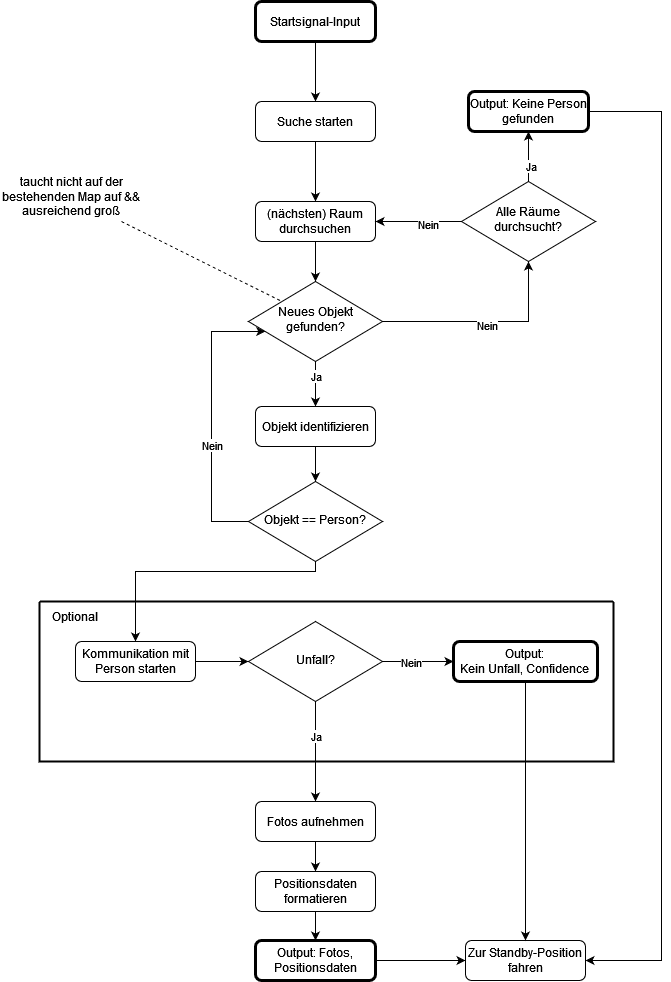 Startsignal-Input
Suche starten
Output: Keine Person
gefunden
Ja
taucht nicht auf der
bestehenden Map auf &&
ausreichend groß
(nächsten) Raum
durchsuchen
Nein
Alle Räume
durchsucht?
Neues Objekt
gefunden?
Nein
Ja
Objekt identifizieren
Nein
Objekt == Person?
Optional
Kommunikation mit
Person starten
Unfall?
Nein
Output:
Kein Unfall, Confidence
Ja
Fotos aufnehmen
Positionsdaten
formatieren
Output: Fotos,
Positionsdaten
Zur Standby-Position
fahren